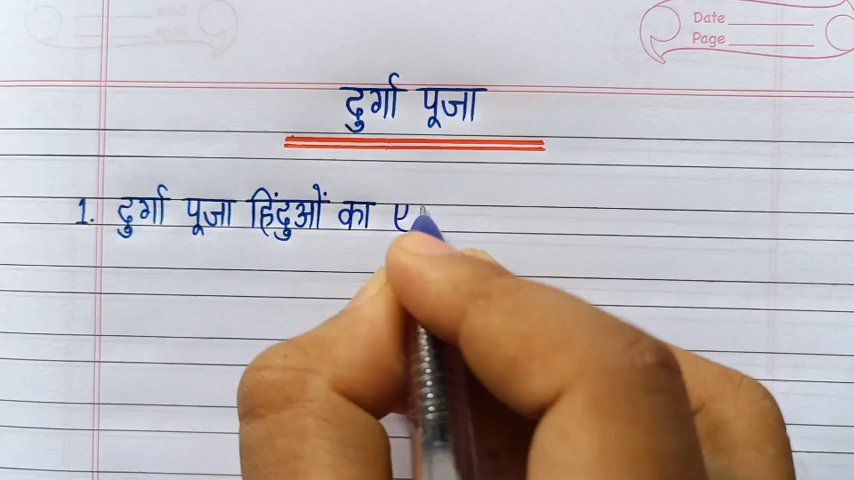 Date
Page
दुर्गा पूजा
1. दुर्गा पूजा हिंदुओं का ए